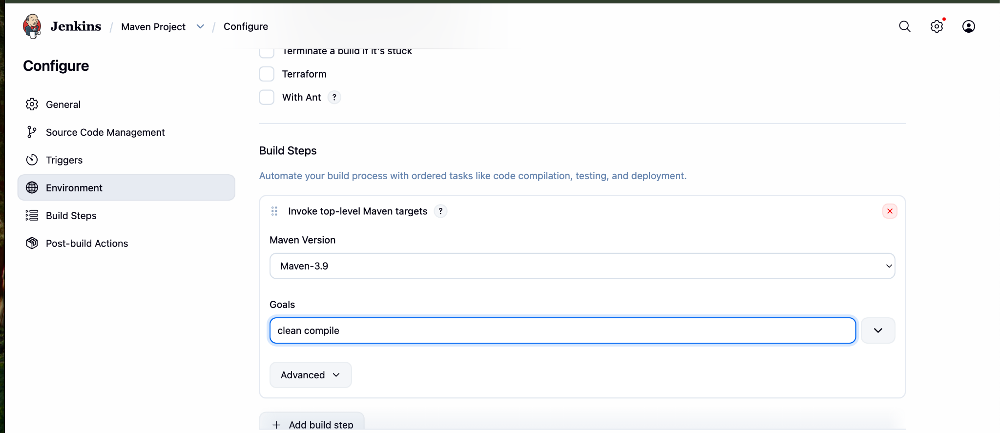 Jenkins / Maven Project / Configure
Configure
General
Source Code Management
Triggers
Environment
Build Steps
Post-build Actions
Terminate a build if it's stuck
Terraform
With Ant ?
Build Steps
Automate your build process with ordered tasks like code compilation, testing, and deployment.
Invoke top-level Maven targets ?
Maven Version
Maven-3.9
Goals
clean compile
Advanced
+ Add build step